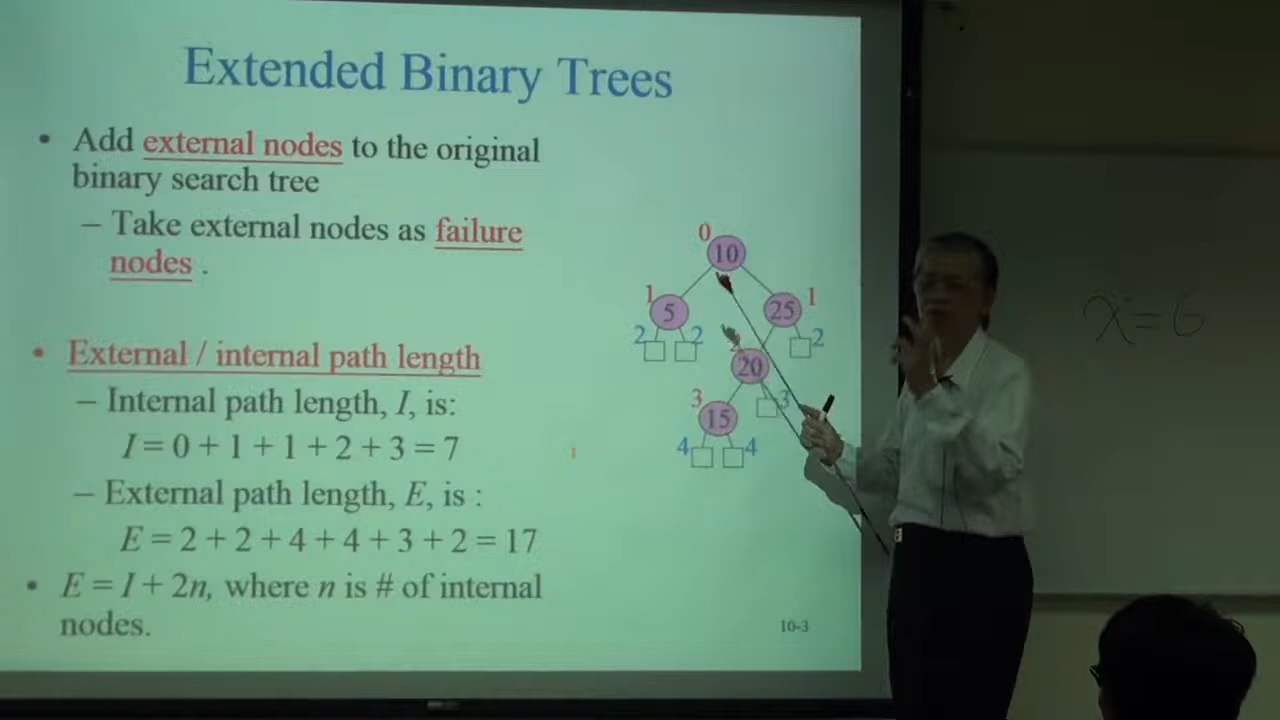 Extended Binary Trees
• Add external nodes to the original
binary search tree
– Take external nodes as failure
nodes .
• External / internal path length
– Internal path length, I, is:
I = 0 + 1 + 1 + 2 + 3 = 7
– External path length, E, is :
E = 2 + 2 + 4 + 4 + 3 + 2 = 17
• E = I + 2n, where n is # of internal
nodes.
0
10
1
5
25
1
2
2
2
20
3
3
15
4
4
10-3
x = 6